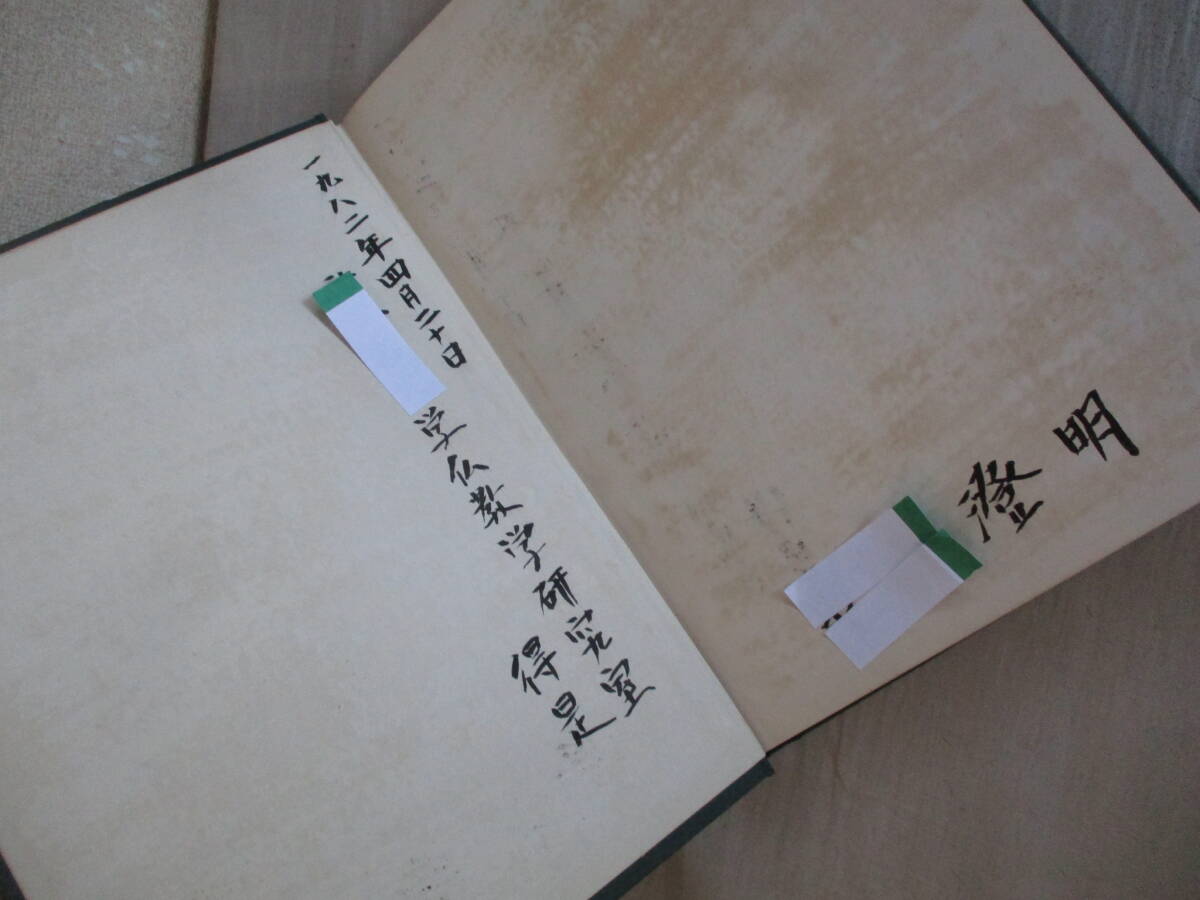 一九八二年四月二十日
学仏教学研究室
得是
澄明